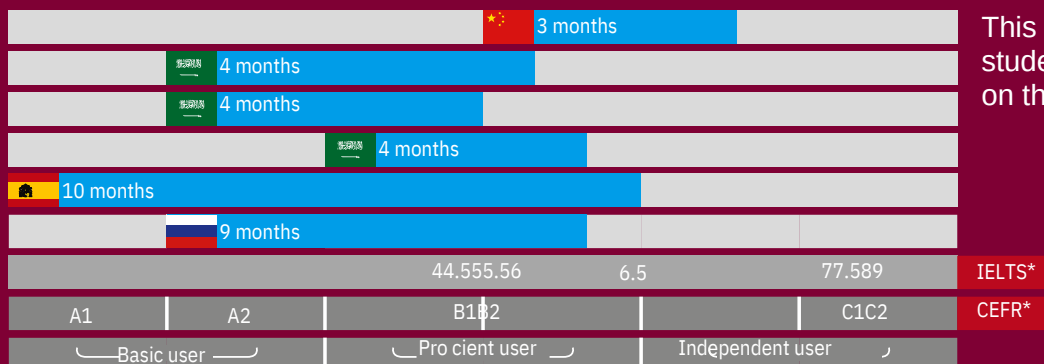 3 months
4 months
4 months
4 months
10 months
9 months
44.555.56 6.5 77.589 IELTS*
A1 A2 B1B2 C1C2 CEFR*
Basic user Pro cient user Independent user
This
stude
on th